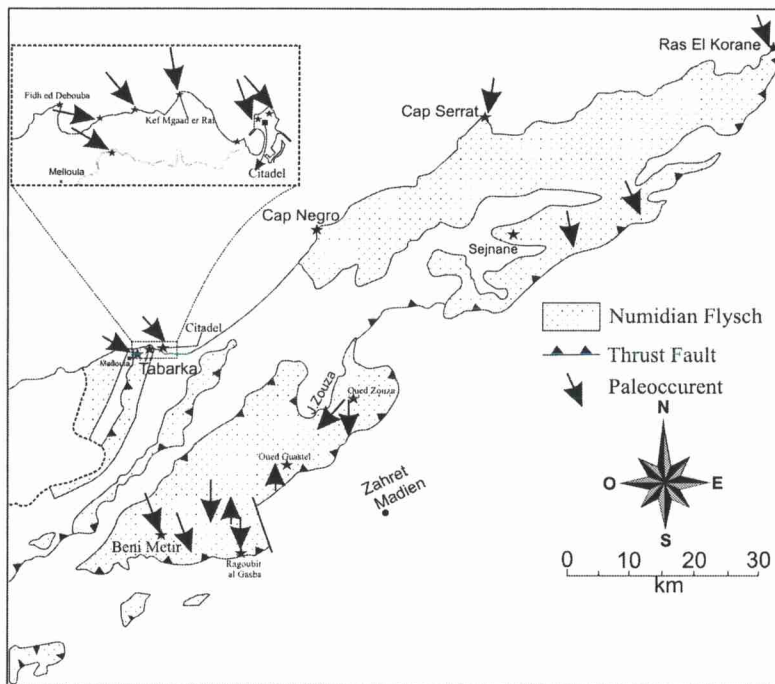 Ras El Korane
Cap Serrat
Fidh ed Debouba
Kef Mgaad er Rai
Citadel
Melloula
Cap Negro
Sejnane
Citadel
Melloula
Tabarka
Numidian Flysch
Thrust Fault
Paleoccurent
J. Zouza
Oued Zouza
Oued Guastel
Zahret
Madien
Beni Metir
Ragoubit
al Gasba
N
O
E
S
0 10 20 30
km